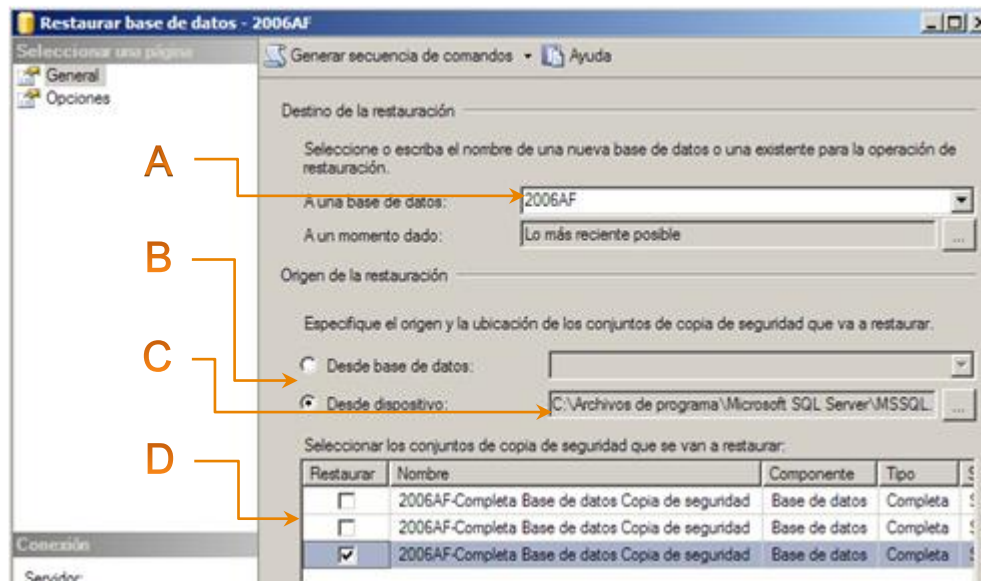 Restaurar base de datos - 2006AF
Seleccionar una página
General
Opciones
Generar secuencia de comandos
Ayuda
Destino de la restauración
Seleccione o escriba el nombre de una nueva base de datos o una existente para la operación de
restauración.
A
A una base de datos: 2006AF
A un momento dado: Lo más reciente posible ...
B
Origen de la restauración
Especifique el origen y la ubicación de los conjuntos de copia de seguridad que va a restaurar.
C
Desde base de datos:
Desde dispositivo: C:\Archivos de programa\Microsoft SQL Server\MSSQL. ...
D
Seleccionar los conjuntos de copia de seguridad que se van a restaurar:
Restaurar Nombre Componente Tipo
2006AF-Completa Base de datos Copia de seguridad Base de datos Completa
2006AF-Completa Base de datos Copia de seguridad Base de datos Completa
2006AF-Completa Base de datos Copia de seguridad Base de datos Completa
Conexión
Servidor: